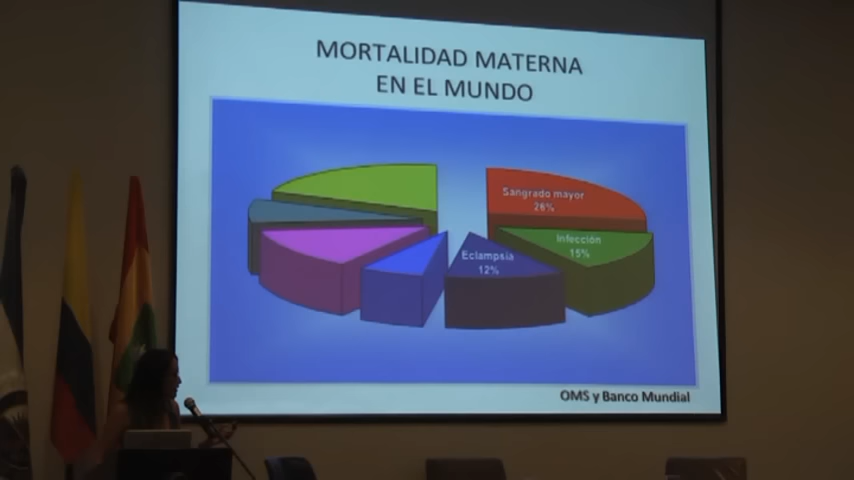 MORTALIDAD MATERNA
EN EL MUNDO
Sangrado mayor
26%
Infección
15%
Eclampsia
12%
OMS y Banco Mundial